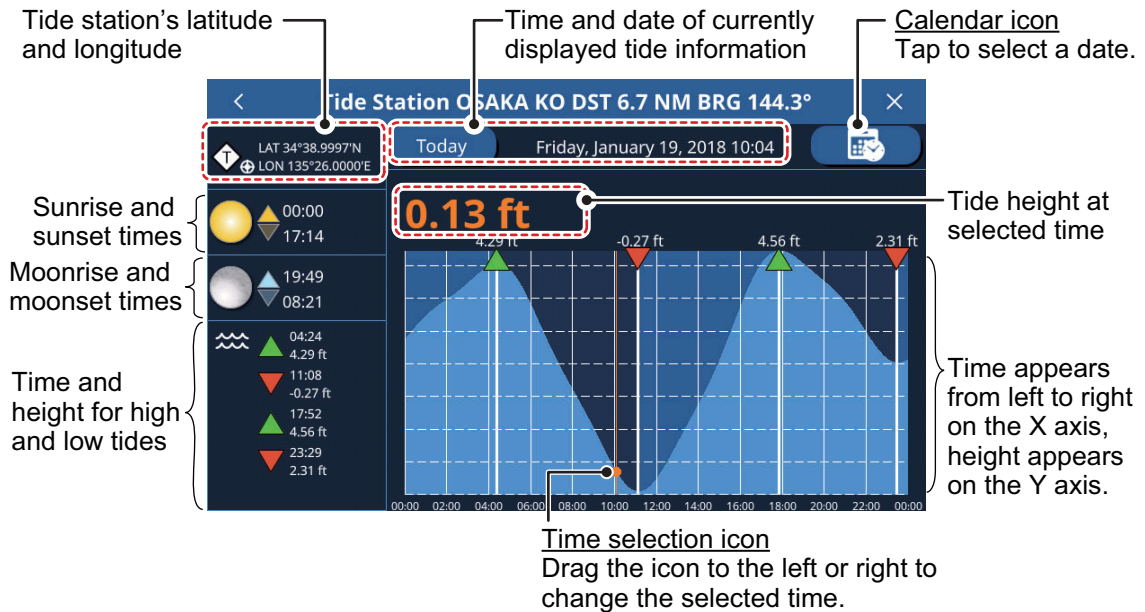 Tide station's latitude
and longitude
Time and date of currently
displayed tide information
Calendar icon
Tap to select a date.
Tide Station OSAKA KO DST 6.7 NM BRG 144.3°
T
LAT 34°38.9997'N
LON 135°26.0000'E
Today
Friday, January 19, 2018 10:04
Sunrise and
sunset times
00:00
17:14
0.13 ft
Tide height at
selected time
4.29 ft
-0.27 ft
4.56 ft
2.31 ft
Moonrise and
moonset times
19:49
08:21
Time and
height for high
and low tides
04:24
4.29 ft
11:08
-0.27 ft
17:52
4.56 ft
23:29
2.31 ft
Time appears
from left to right
on the X axis,
height appears
on the Y axis.
00:00 02:00 04:00 06:00 08:00 10:00 12:00 14:00 16:00 18:00 20:00 22:00 00:00
Time selection icon
Drag the icon to the left or right to
change the selected time.